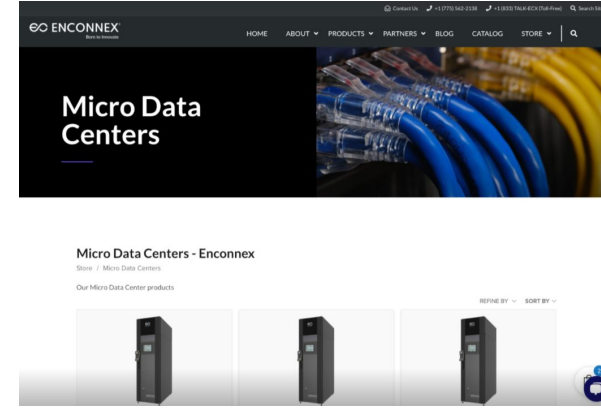 Contact Us +1 (775) 562-2138 +1 (833) TALK-ECX (Toll-Free) Search Sit
ENCONNEX
Born to Innovate
HOME ABOUT PRODUCTS PARTNERS BLOG CATALOG STORE
Micro Data
Centers
Micro Data Centers - Enconnex
Store / Micro Data Centers
Our Micro Data Center products
REFINE BY SORT BY